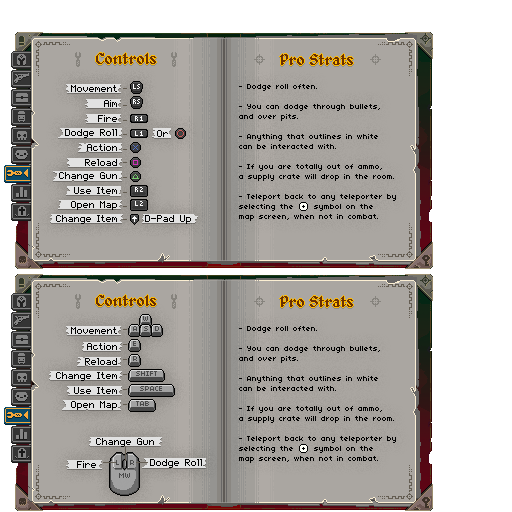 Controls
Movement LS
Aim RS
Fire R1
Dodge Roll L1 Or
Action
Reload
Change Gun
Use Item R2
Open Map L2
Change Item D-Pad Up
Pro Strats
- Dodge roll often.
- You can dodge through bullets,
and over pits.
- Anything that outlines in white
can be interacted with.
- If you are totally out of ammo,
a supply crate will drop in the room.
- Teleport back to any teleporter by
selecting the symbol on the
map screen, when not in combat.
Controls
W
Movement A S D
Action E
Reload R
Change Item SHIFT
Use Item SPACE
Open Map TAB
Change Gun
Fire L R Dodge Roll
MW
Pro Strats
- Dodge roll often.
- You can dodge through bullets,
and over pits.
- Anything that outlines in white
can be interacted with.
- If you are totally out of ammo,
a supply crate will drop in the room.
- Teleport back to any teleporter by
selecting the symbol on the
map screen, when not in combat.